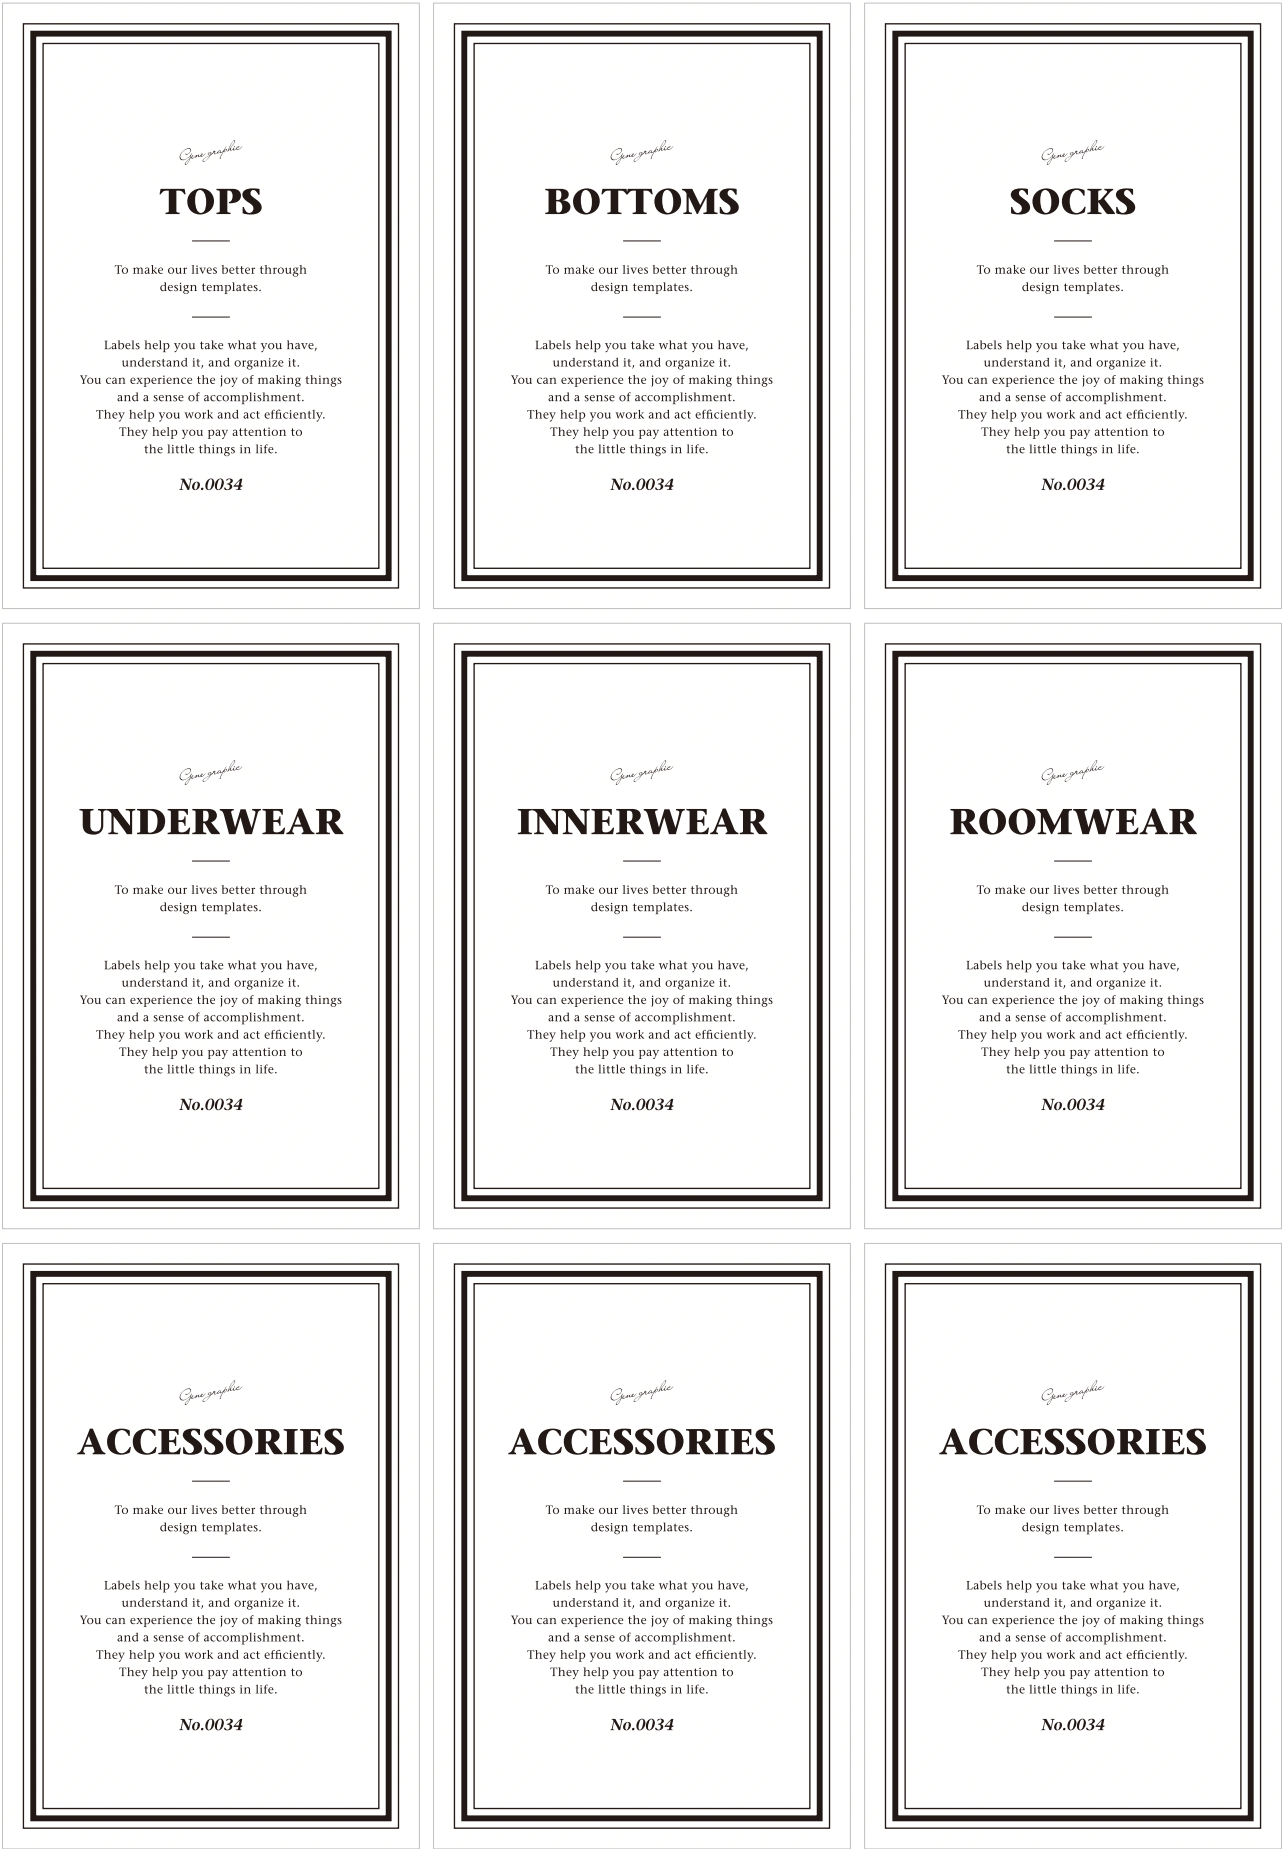 Gene graphic
TOPS
To make our lives better through
design templates.
Labels help you take what you have,
understand it, and organize it.
You can experience the joy of making things
and a sense of accomplishment.
They help you work and act efficiently.
They help you pay attention to
the little things in life.
No.0034
Gene graphic
BOTTOMS
To make our lives better through
design templates.
Labels help you take what you have,
understand it, and organize it.
You can experience the joy of making things
and a sense of accomplishment.
They help you work and act efficiently.
They help you pay attention to
the little things in life.
No.0034
Gene graphic
SOCKS
To make our lives better through
design templates.
Labels help you take what you have,
understand it, and organize it.
You can experience the joy of making things
and a sense of accomplishment.
They help you work and act efficiently.
They help you pay attention to
the little things in life.
No.0034
Gene graphic
UNDERWEAR
To make our lives better through
design templates.
Labels help you take what you have,
understand it, and organize it.
You can experience the joy of making things
and a sense of accomplishment.
They help you work and act efficiently.
They help you pay attention to
the little things in life.
No.0034
Gene graphic
INNERWEAR
To make our lives better through
design templates.
Labels help you take what you have,
understand it, and organize it.
You can experience the joy of making things
and a sense of accomplishment.
They help you work and act efficiently.
They help you pay attention to
the little things in life.
No.0034
Gene graphic
ROOMWEAR
To make our lives better through
design templates.
Labels help you take what you have,
understand it, and organize it.
You can experience the joy of making things
and a sense of accomplishment.
They help you work and act efficiently.
They help you pay attention to
the little things in life.
No.0034
Gene graphic
ACCESSORIES
To make our lives better through
design templates.
Labels help you take what you have,
understand it, and organize it.
You can experience the joy of making things
and a sense of accomplishment.
They help you work and act efficiently.
They help you pay attention to
the little things in life.
No.0034
Gene graphic
ACCESSORIES
To make our lives better through
design templates.
Labels help you take what you have,
understand it, and organize it.
You can experience the joy of making things
and a sense of accomplishment.
They help you work and act efficiently.
They help you pay attention to
the little things in life.
No.0034
Gene graphic
ACCESSORIES
To make our lives better through
design templates.
Labels help you take what you have,
understand it, and organize it.
You can experience the joy of making things
and a sense of accomplishment.
They help you work and act efficiently.
They help you pay attention to
the little things in life.
No.0034